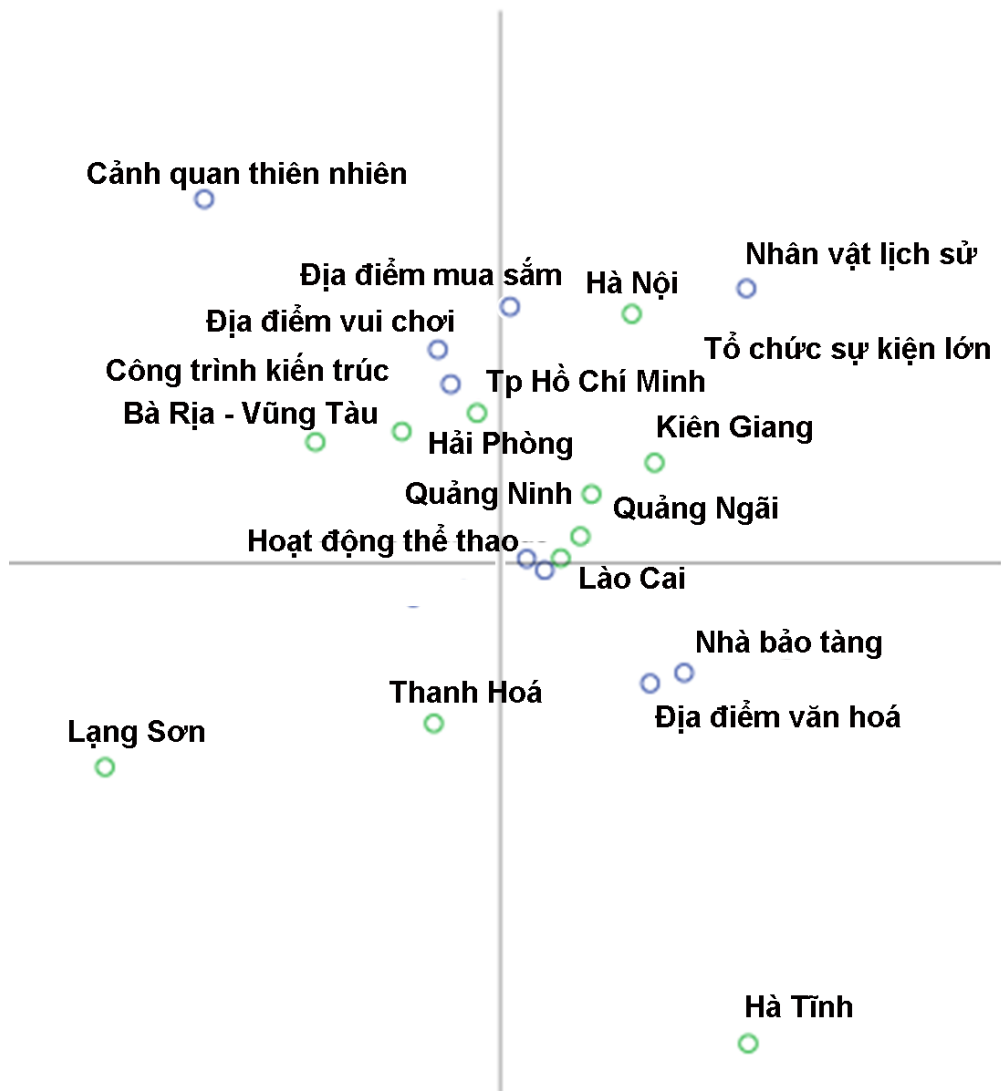 Cảnh quan thiên nhiên
Nhân vật lịch sử
Địa điểm mua sắm
Hà Nội
Địa điểm vui chơi
Tổ chức sự kiện lớn
Công trình kiến trúc
Tp Hồ Chí Minh
Bà Rịa - Vũng Tàu
Kiên Giang
Hải Phòng
Quảng Ninh
Quảng Ngãi
Hoạt động thể thao
Lào Cai
Nhà bảo tàng
Thanh Hoá
Địa điểm văn hoá
Lạng Sơn
Hà Tĩnh